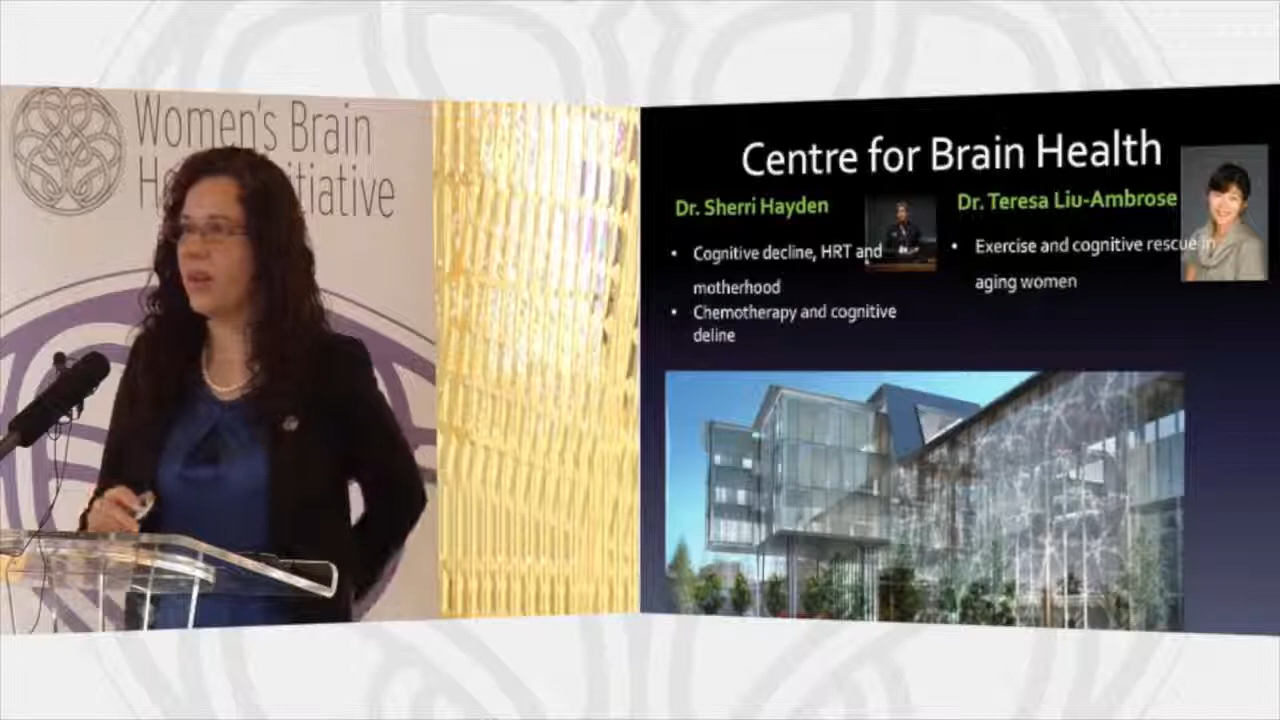 Women's Brain
He itiative
Centre for Brain Health
Dr. Sherri Hayden
• Cognitive decline, HRT and
motherhood
• Chemotherapy and cognitive
deline
Dr. Teresa Liu-Ambrose
• Exercise and cognitive rescue in
aging women